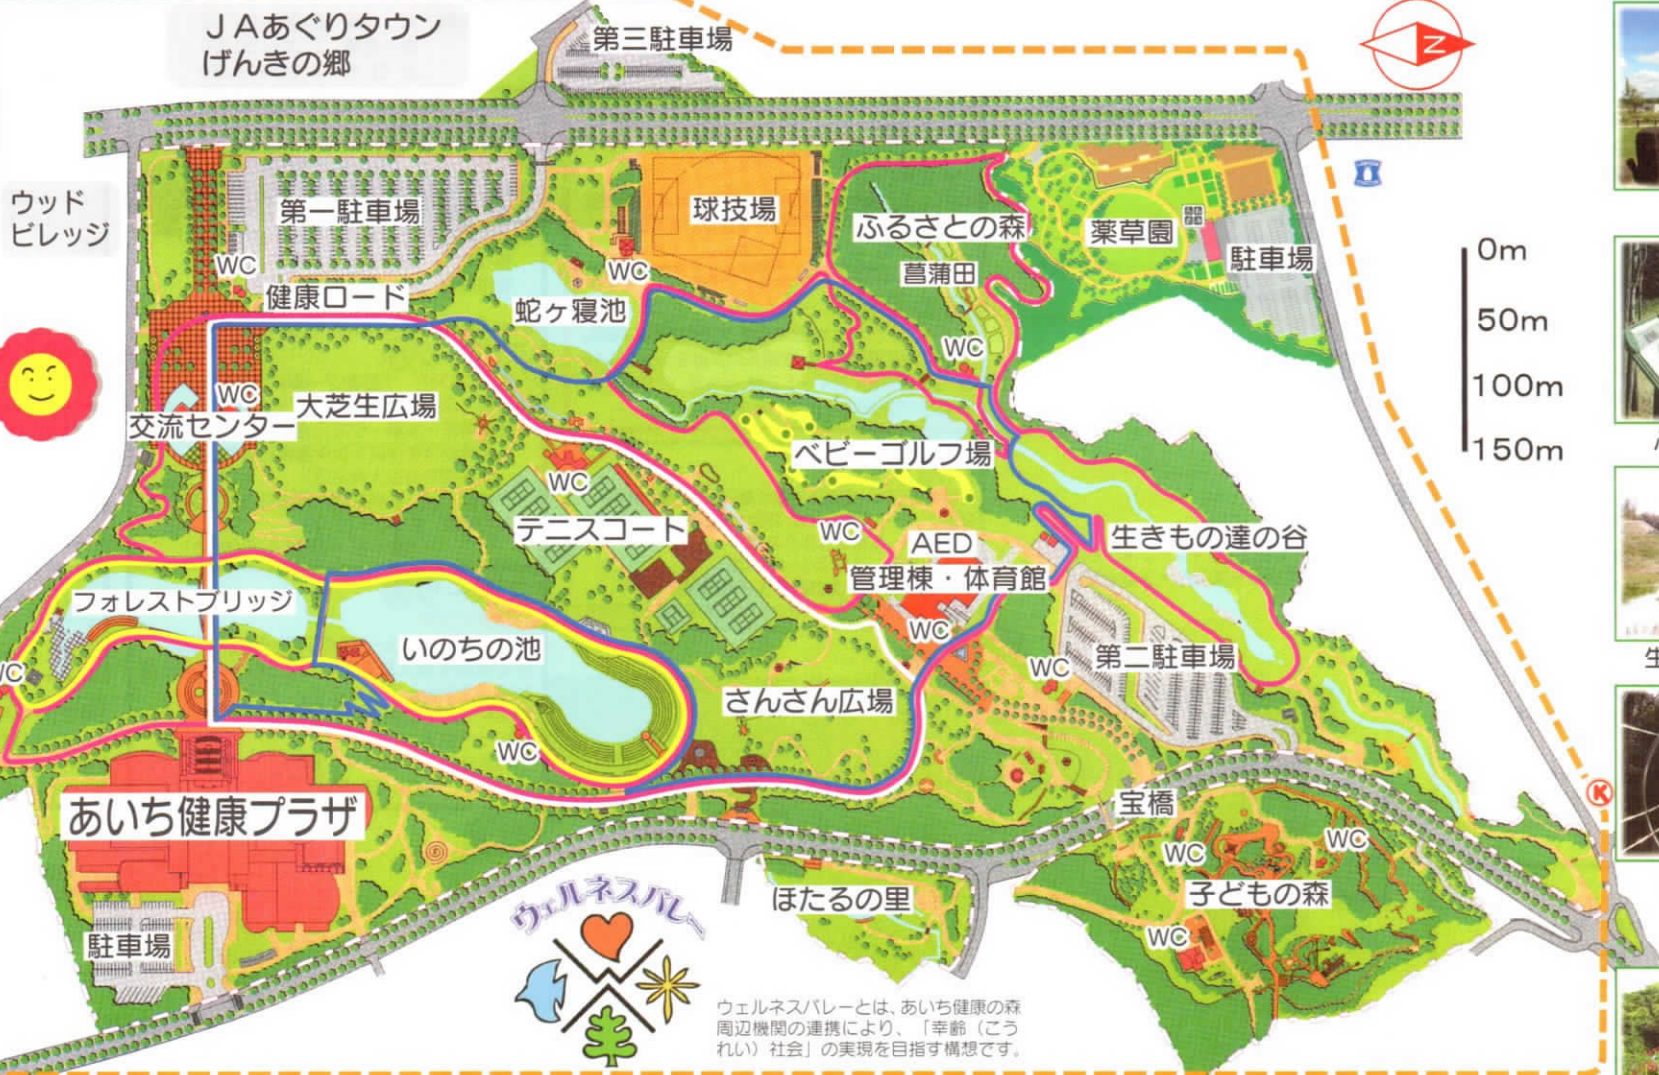 JAあぐりタウン
げんきの郷
第三駐車場
N
ウッド
ビレッジ
第一駐車場
球技場
ふるさとの森
薬草園
駐車場
0m
50m
100m
150m
WC
WC
菖蒲田
健康ロード
蛇ヶ寝池
WC
WC
交流センター
大芝生広場
ベビーゴルフ場
WC
テニスコート
WC
AED
管理棟・体育館
生きもの達の谷
フォレストブリッジ
いのちの池
WC
WC
第二駐車場
WC
さんさん広場
WC
あいち健康プラザ
宝橋
K
WC
WC
子どもの森
WC
ほたるの里
駐車場
ウェルネスバレー
ウェルネスバレーとは、あいち健康の森
周辺機関の連携により、「幸齢（こう
れい）社会」の実現を目指す構想です。
生